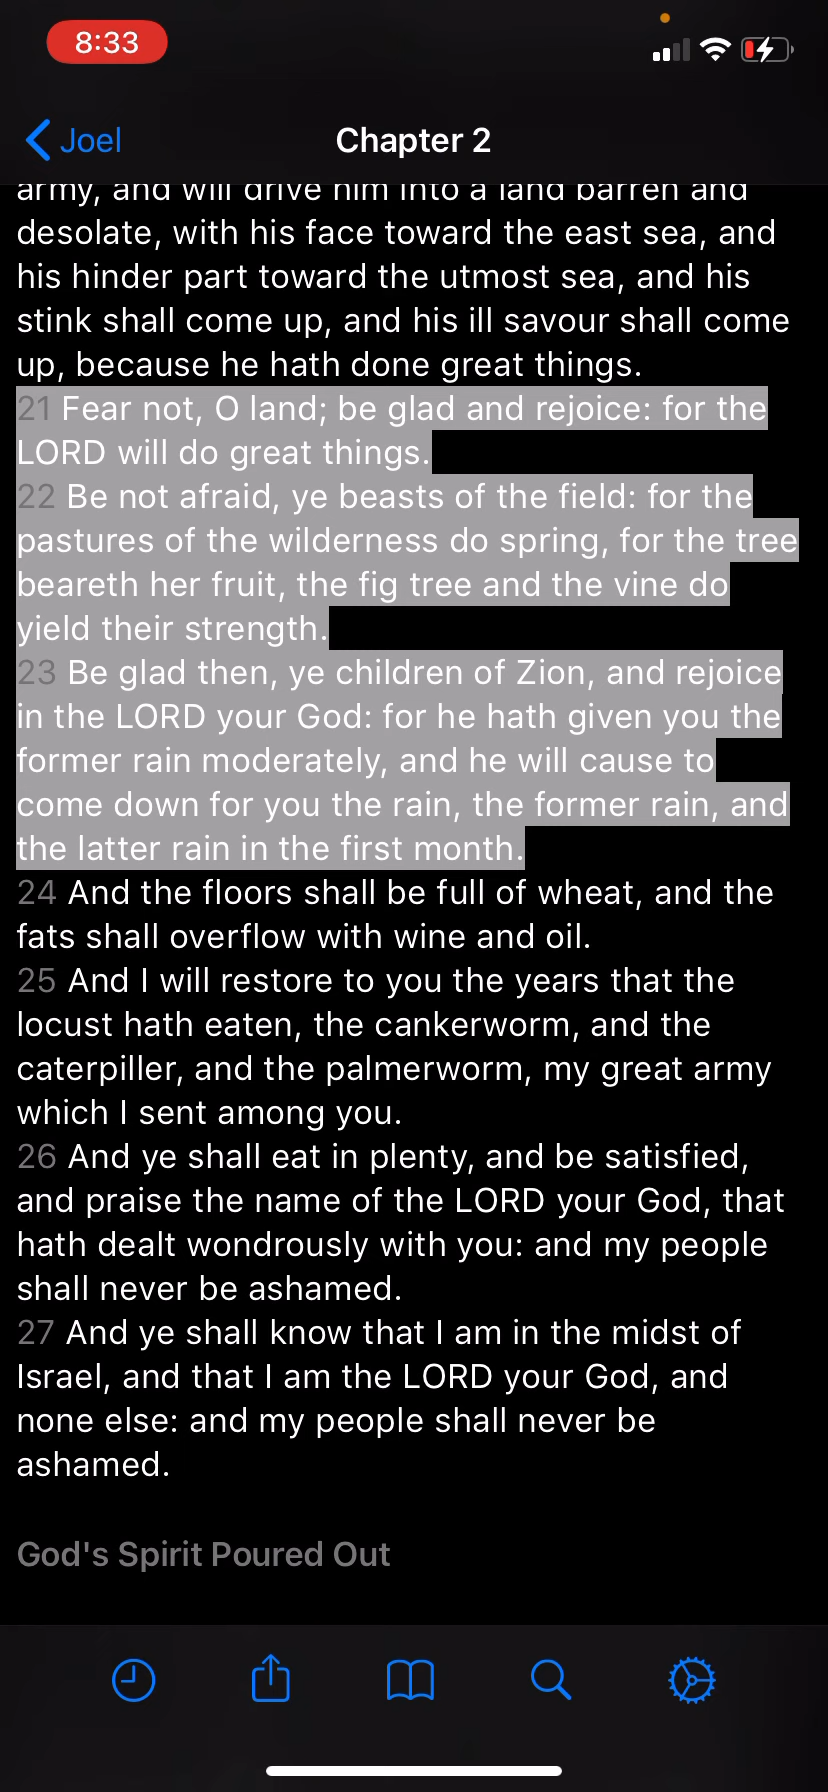 8:33
Joel
Chapter 2
army, and will drive him into a land barren and
desolate, with his face toward the east sea, and
his hinder part toward the utmost sea, and his
stink shall come up, and his ill savour shall come
up, because he hath done great things.
21 Fear not, O land; be glad and rejoice: for the
LORD will do great things.
22 Be not afraid, ye beasts of the field: for the
pastures of the wilderness do spring, for the tree
beareth her fruit, the fig tree and the vine do
yield their strength.
23 Be glad then, ye children of Zion, and rejoice
in the LORD your God: for he hath given you the
former rain moderately, and he will cause to
come down for you the rain, the former rain, and
the latter rain in the first month.
24 And the floors shall be full of wheat, and the
fats shall overflow with wine and oil.
25 And I will restore to you the years that the
locust hath eaten, the cankerworm, and the
caterpiller, and the palmerworm, my great army
which I sent among you.
26 And ye shall eat in plenty, and be satisfied,
and praise the name of the LORD your God, that
hath dealt wondrously with you: and my people
shall never be ashamed.
27 And ye shall know that I am in the midst of
Israel, and that I am the LORD your God, and
none else: and my people shall never be
ashamed.
God's Spirit Poured Out